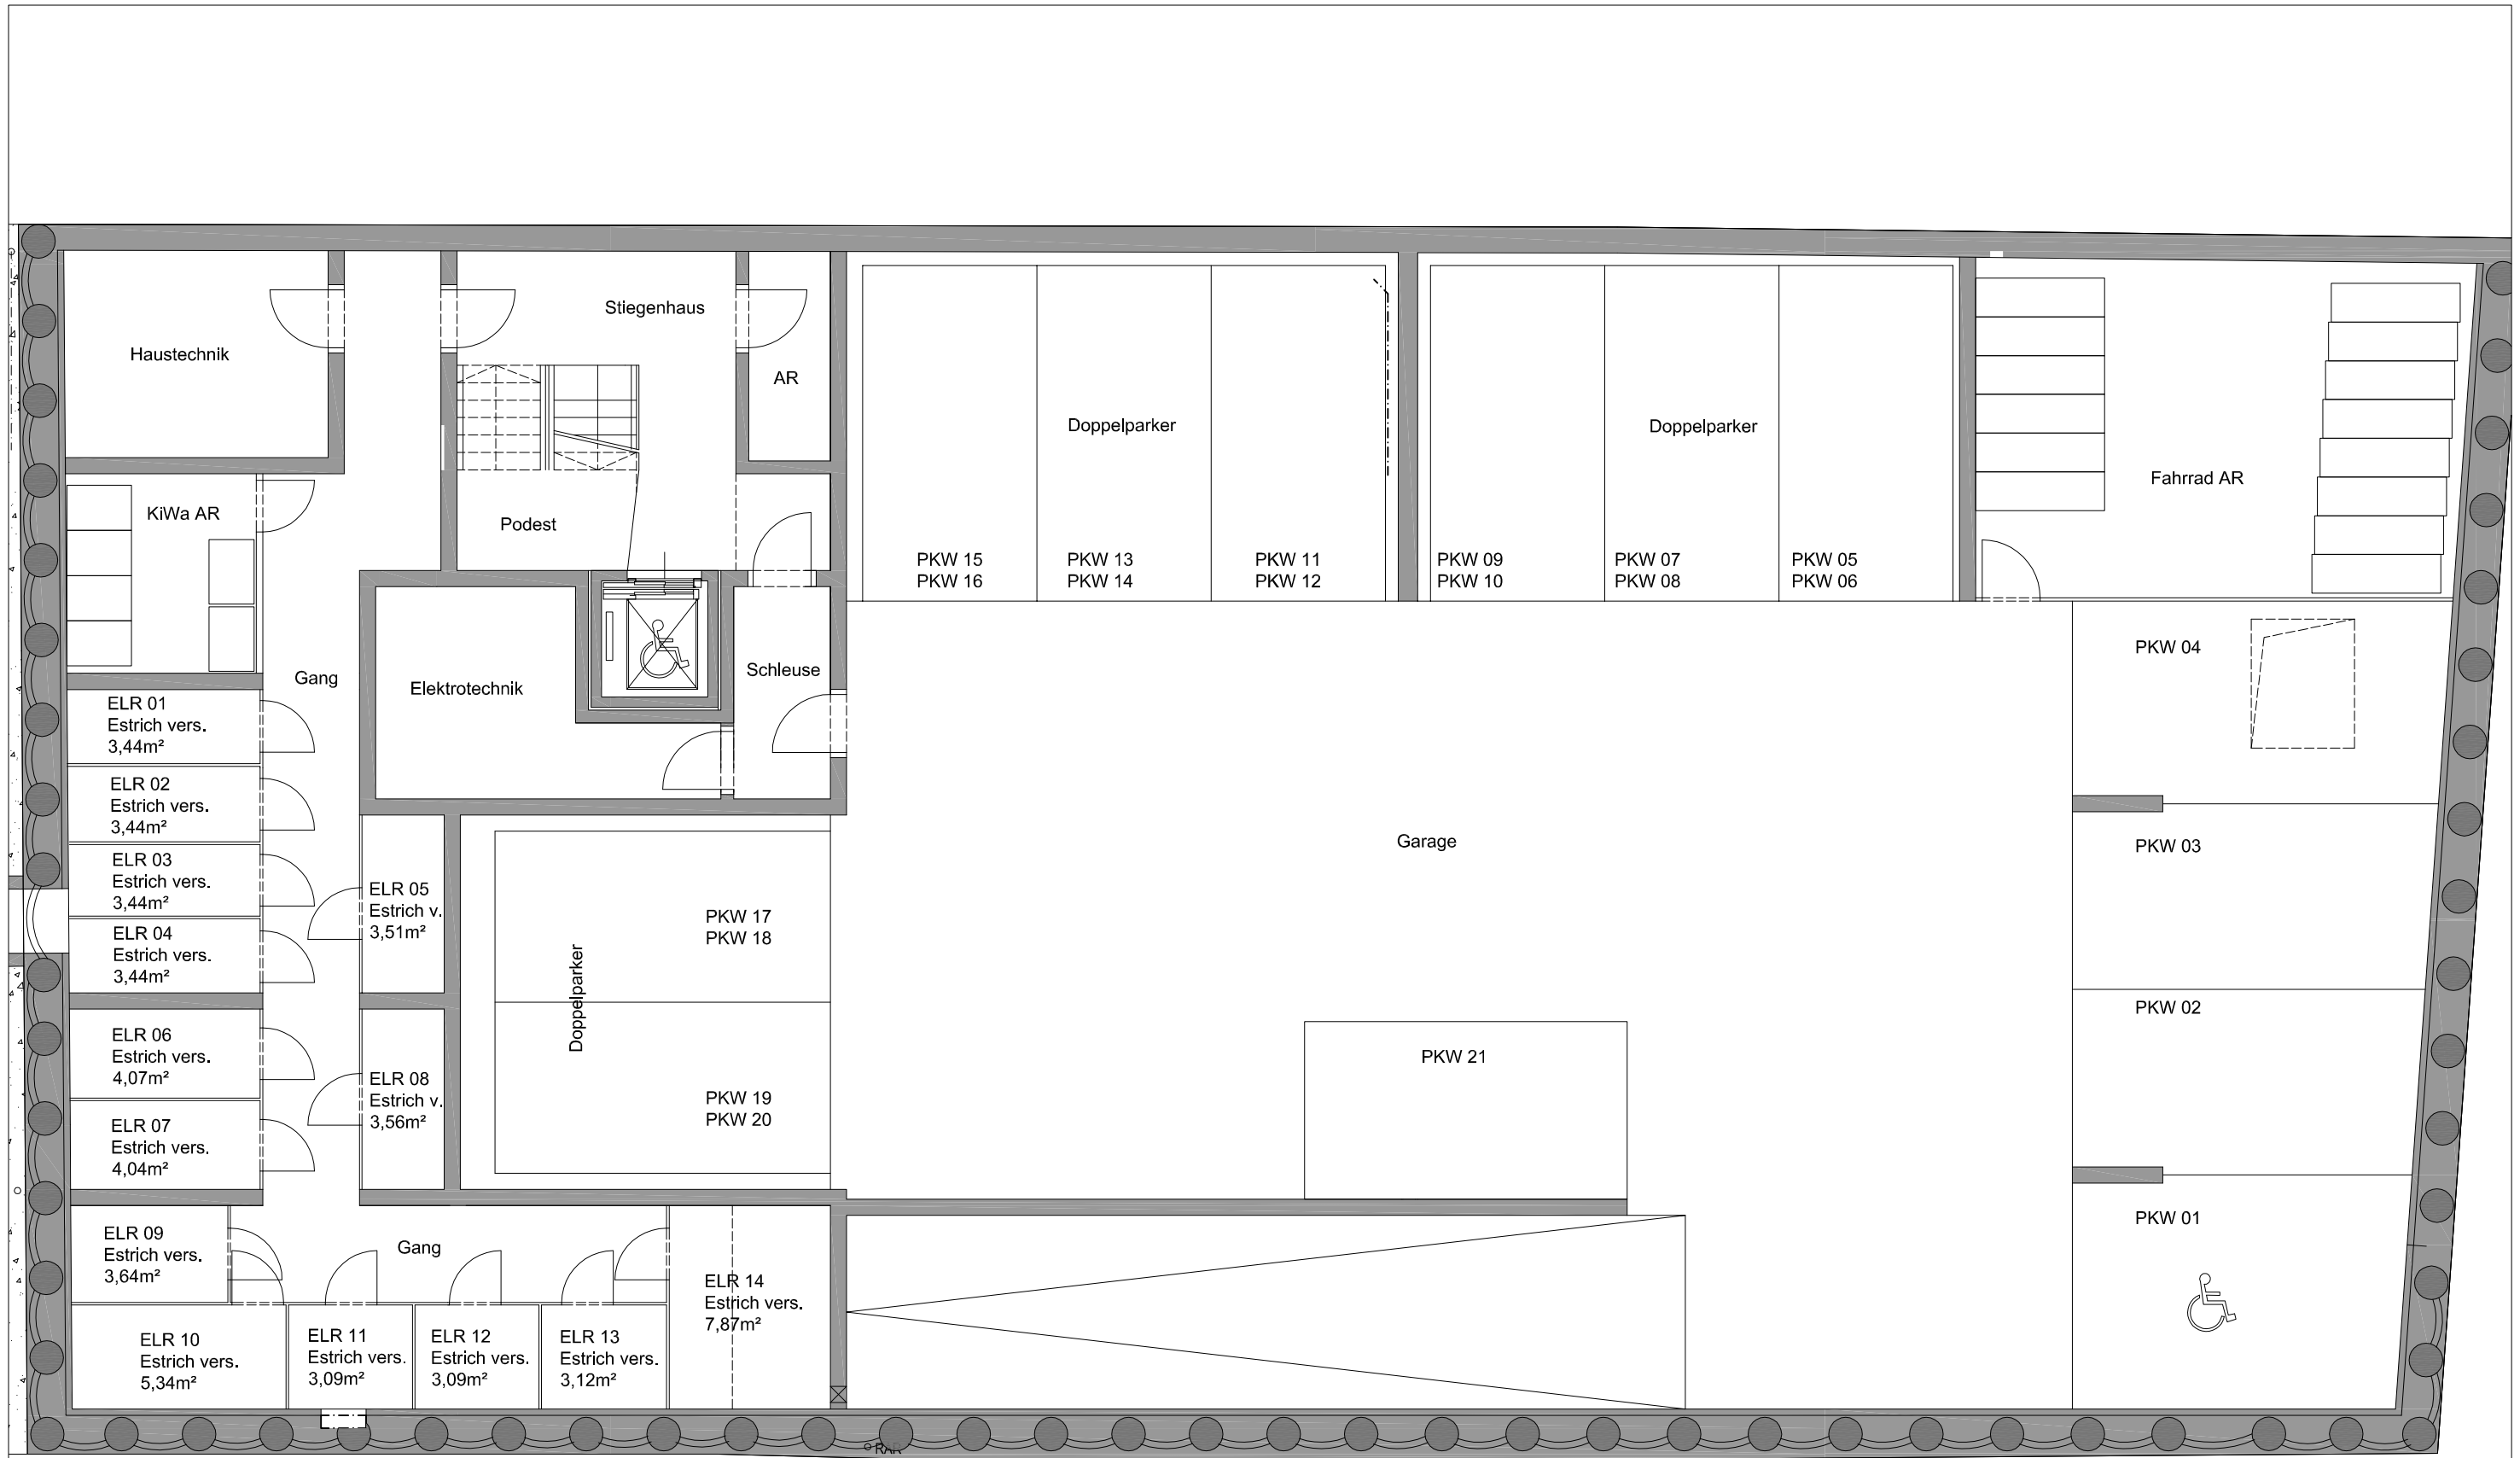 Stiegenhaus
Haustechnik
AR
Doppelparker
Doppelparker
Fahrrad AR
KiWa AR
Podest
PKW 15
PKW 16
PKW 13
PKW 14
PKW 11
PKW 12
PKW 09
PKW 10
PKW 07
PKW 08
PKW 05
PKW 06
PKW 04
Gang
Elektrotechnik
Schleuse
ELR 01
Estrich vers.
3,44m²
ELR 02
Estrich vers.
3,44m²
Garage
PKW 03
ELR 03
Estrich vers.
3,44m²
ELR 05
Estrich v.
3,51m²
PKW 17
PKW 18
ELR 04
Estrich vers.
3,44m²
Doppelparker
PKW 02
ELR 06
Estrich vers.
4,07m²
PKW 21
ELR 08
Estrich v.
3,56m²
PKW 19
PKW 20
ELR 07
Estrich vers.
4,04m²
PKW 01
ELR 09
Estrich vers.
3,64m²
Gang
ELR 14
Estrich vers.
7,87m²
ELR 10
Estrich vers.
5,34m²
ELR 11
Estrich vers.
3,09m²
ELR 12
Estrich vers.
3,09m²
ELR 13
Estrich vers.
3,12m²